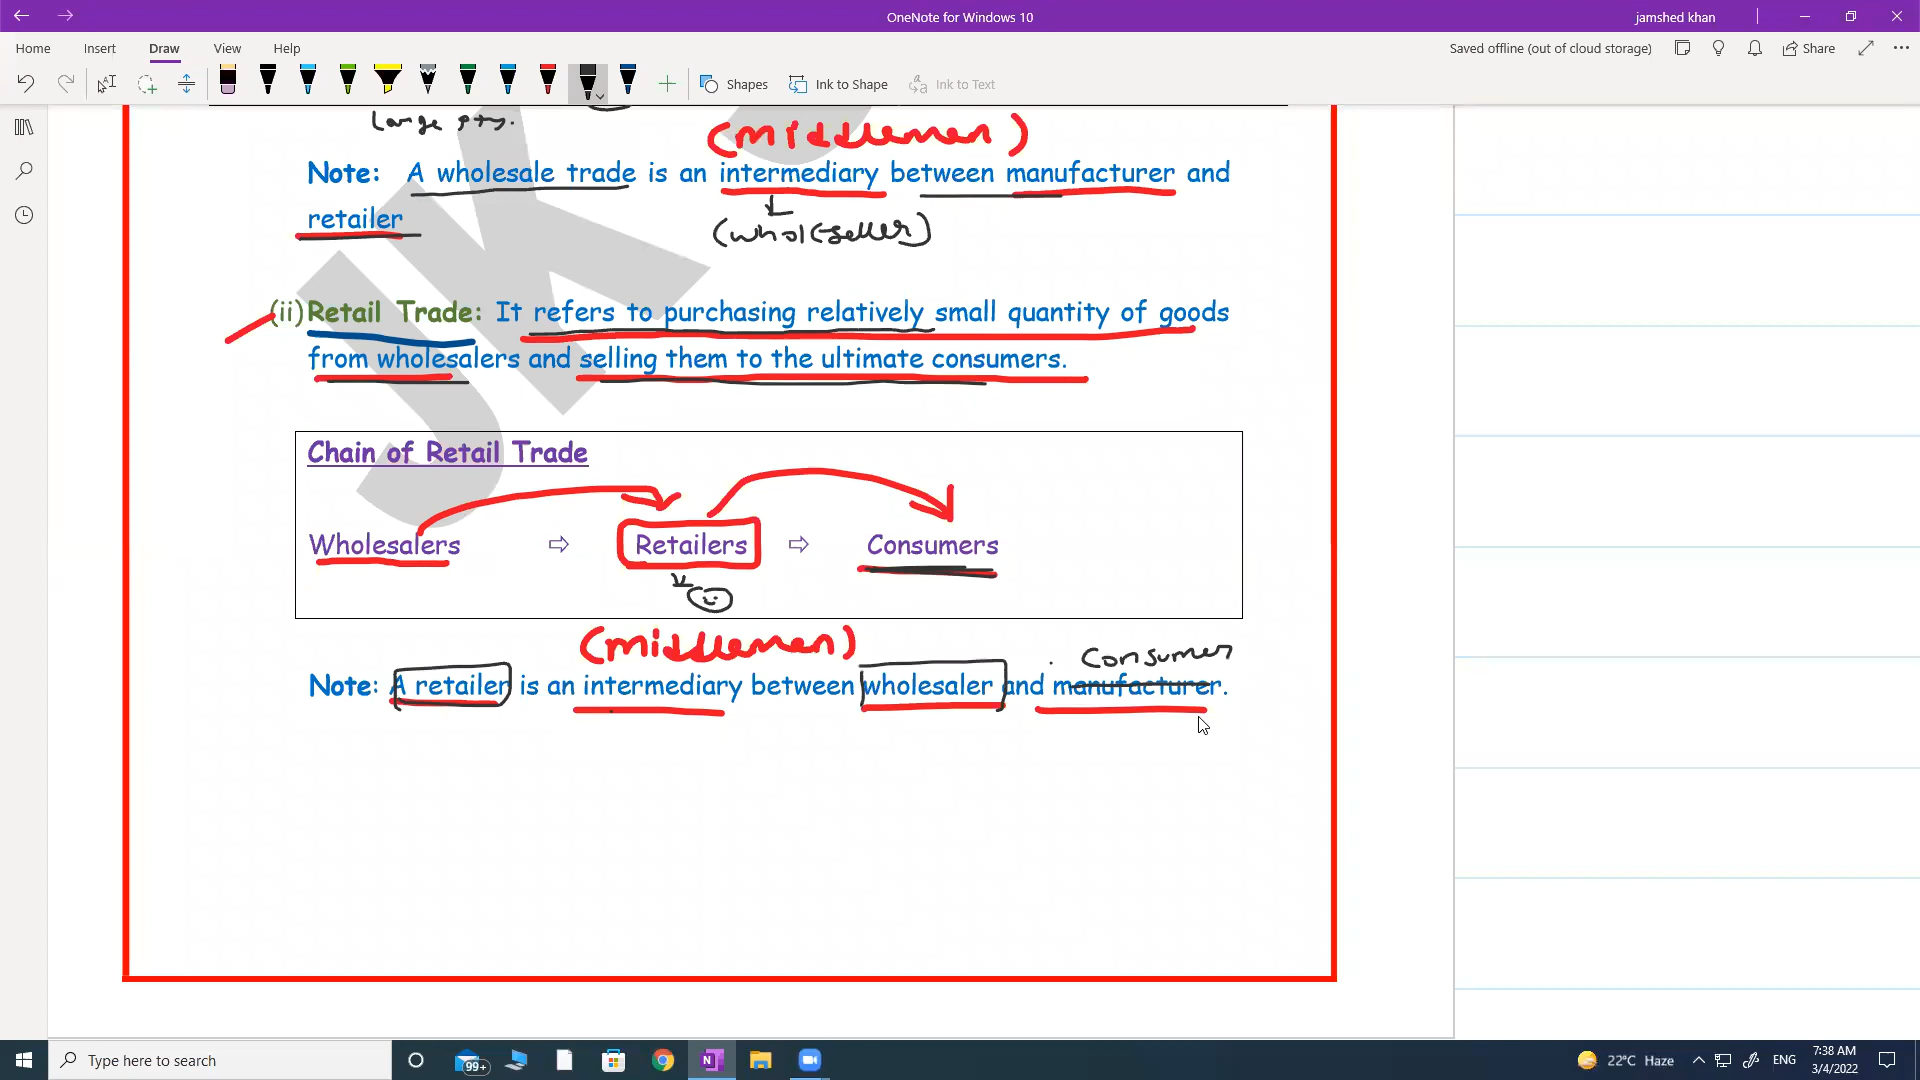 OneNote for Windows 10
jamshed khan
Home Insert Draw View Help
Saved offline (out of cloud storage)
Share
Shapes
Ink to Shape
Ink to Text
Large
(middlemen)
Note: A wholesale trade is an intermediary between manufacturer and
retailer
(wholeseller)
(ii) Retail Trade: It refers to purchasing relatively small quantity of goods
from wholesalers and selling them to the ultimate consumers.
Chain of Retail Trade
Wholesalers ⇨ Retailers ⇨ Consumers
(middlemen)
Consumer
Note: A retailer is an intermediary between wholesaler and manufacturer.
JK
Type here to search
99+
22°C Haze
ENG
7:38 AM
3/4/2022